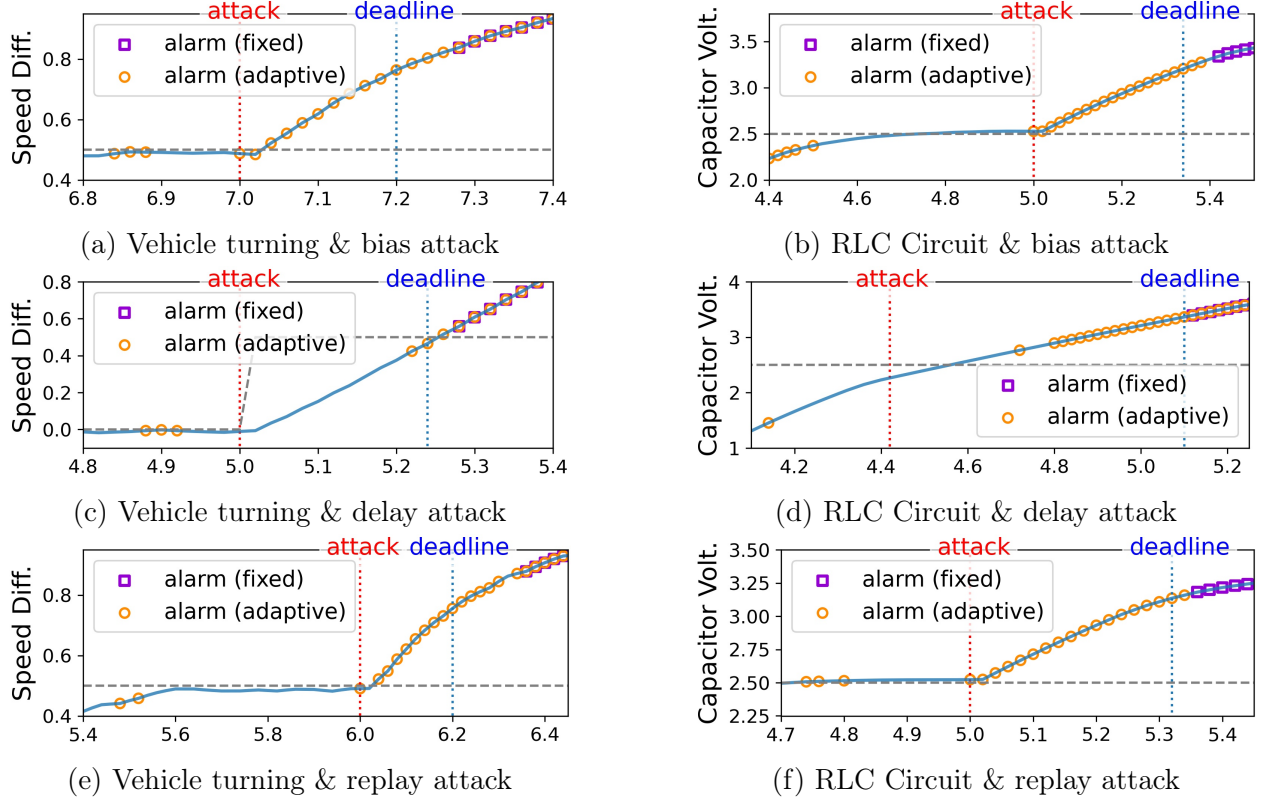 attack deadline
Speed Diff.
0.8
0.6
0.4
alarm (fixed)
alarm (adaptive)
6.8 6.9 7.0 7.1 7.2 7.3 7.4
(a) Vehicle turning & bias attack
attack deadline
Capacitor Volt.
3.5
3.0
2.5
2.0
alarm (fixed)
alarm (adaptive)
4.4 4.6 4.8 5.0 5.2 5.4
(b) RLC Circuit & bias attack
attack deadline
Speed Diff.
0.8
0.6
0.4
0.2
0.0
alarm (fixed)
alarm (adaptive)
4.8 4.9 5.0 5.1 5.2 5.3 5.4
(c) Vehicle turning & delay attack
attack deadline
Capacitor Volt.
4
3
2
1
alarm (fixed)
alarm (adaptive)
4.2 4.4 4.6 4.8 5.0 5.2
(d) RLC Circuit & delay attack
attack deadline
Speed Diff.
0.8
0.6
0.4
alarm (fixed)
alarm (adaptive)
5.4 5.6 5.8 6.0 6.2 6.4
(e) Vehicle turning & replay attack
attack deadline
Capacitor Volt.
3.50
3.25
3.00
2.75
2.50
2.25
alarm (fixed)
alarm (adaptive)
4.7 4.8 4.9 5.0 5.1 5.2 5.3 5.4
(f) RLC Circuit & replay attack